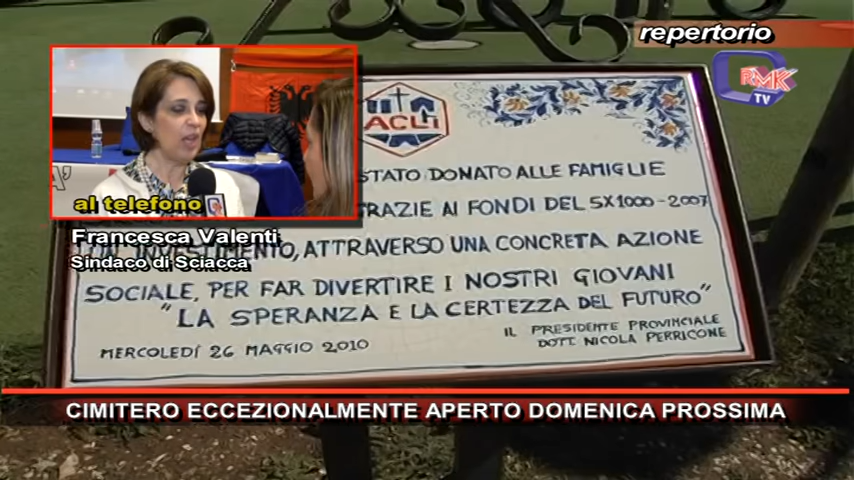 repertorio
RMK
TV
ACLI
STATO DONATO ALLE FAMIGLIE
GRAZIE AI FONDI DEL 5X1000-2007
INVESTIMENTO, ATTRAVERSO UNA CONCRETA AZIONE
SOCIALE, PER FAR DIVERTIRE I NOSTRI GIOVANI
"LA SPERANZA E LA CERTEZZA DEL FUTURO"
MERCOLEDÌ 26 MAGGIO 2010
IL PRESIDENTE PROVINCIALE
DOTT. NICOLA PERRICONE
al telefono
Francesca Valenti
Sindaco di Sciacca
CIMITERO ECCEZIONALMENTE APERTO DOMENICA PROSSIMA